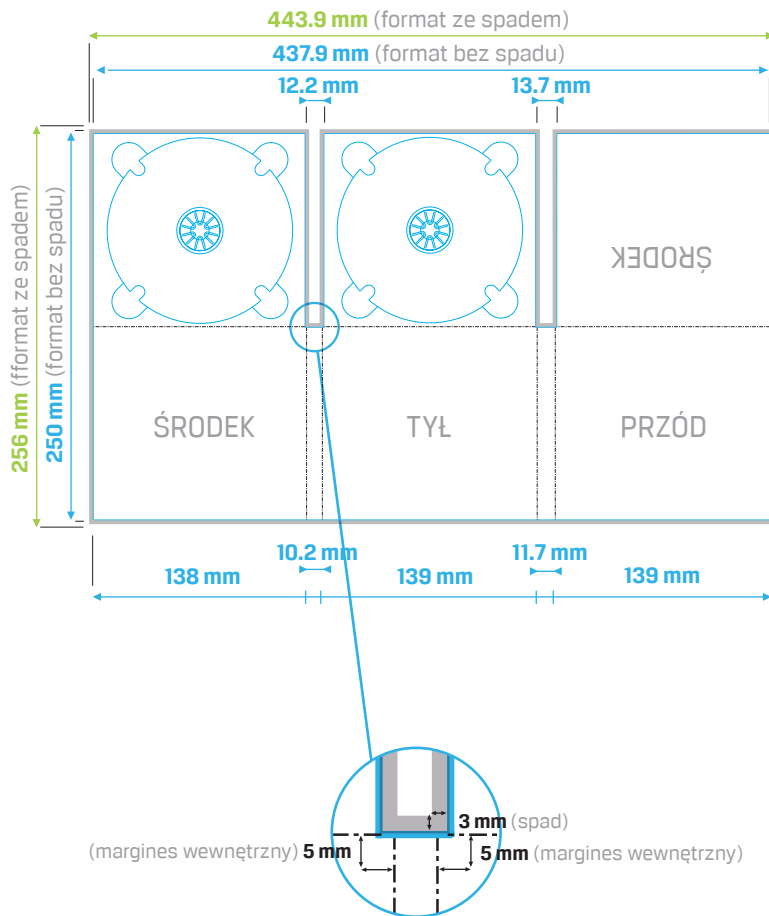 443.9 mm (format ze spadem)
437.9 mm (format bez spadu)
12.2 mm 13.7 mm
256 mm (fformat ze spadem)
250 mm (format bez spadu)
ŚRODEK
ŚRODEK TYŁ PRZÓD
10.2 mm 11.7 mm
138 mm 139 mm 139 mm
3 mm (spad)
(margines wewnętrzny) 5 mm 5 mm (margines wewnętrzny)